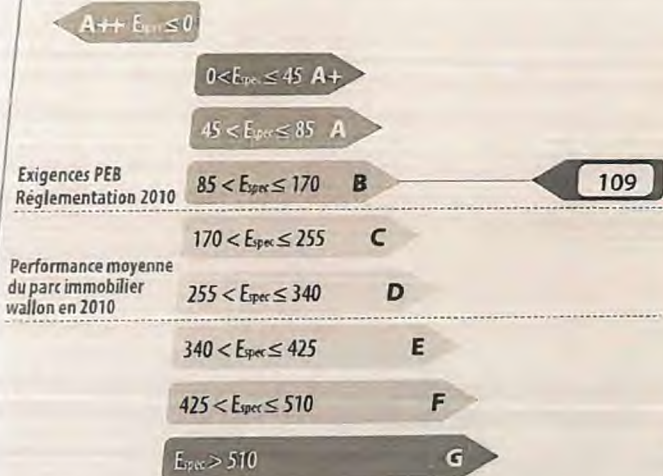 A++ Espec ≤ 0
0 < Espec ≤ 45 A+
45 < Espec ≤ 85 A
Exigences PEB
Réglementation 2010
85 < Espec ≤ 170 B
109
170 < Espec ≤ 255 C
Performance moyenne
du parc immobilier
wallon en 2010
255 < Espec ≤ 340 D
340 < Espec ≤ 425 E
425 < Espec ≤ 510 F
Espec > 510 G